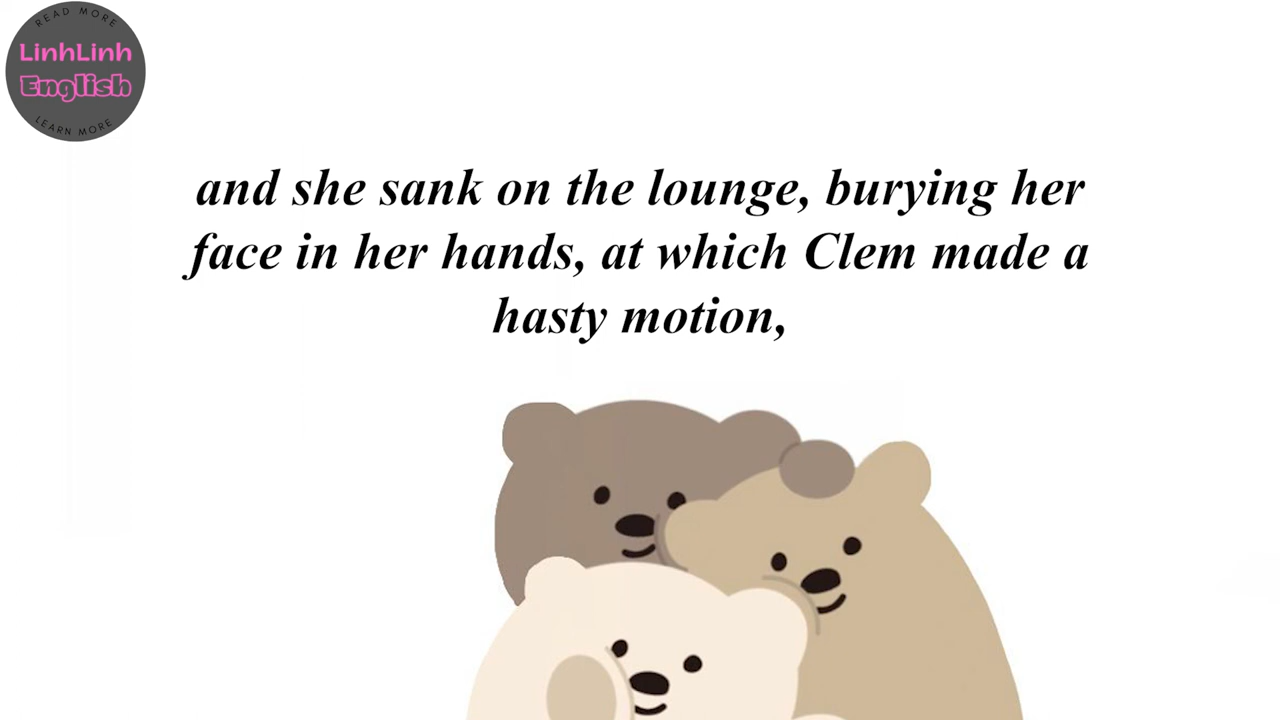 READ MORE
LinhLinh
English
LEARN MORE
and she sank on the lounge, burying her
face in her hands, at which Clem made a
hasty motion,